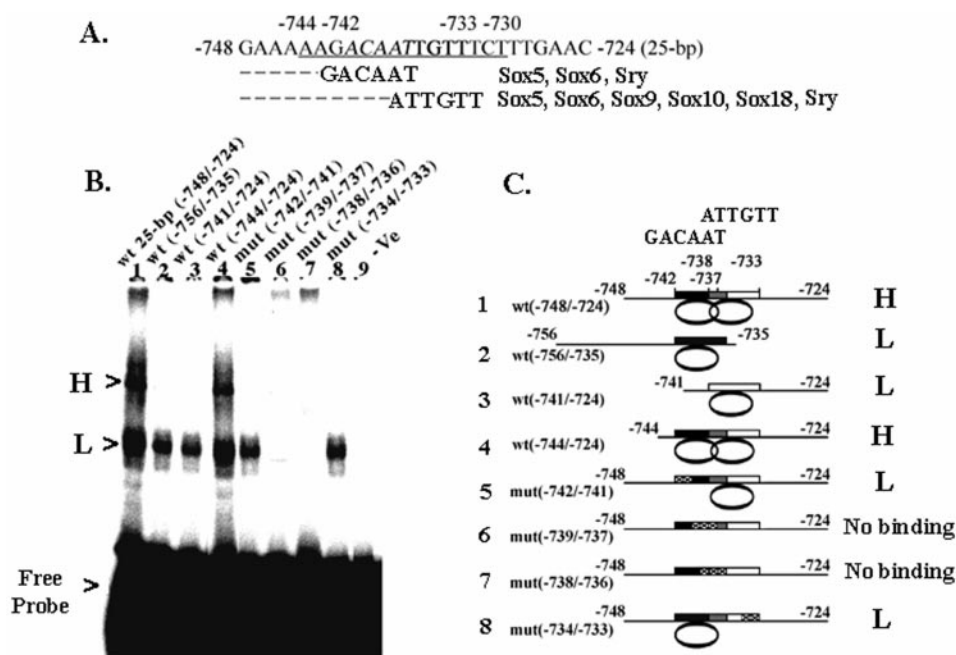 A.
-744 -742 -733 -730
-748 GAAAAAGACAATTGTTTCTTTGAAC -724 (25-bp)
------GACAAT Sox5, Sox6, Sry
-----------ATTGTT Sox5, Sox6, Sox9, Sox10, Sox18, Sry
B.
wt 25-bp (-748/-724)
wt (-756/-735)
wt (-741/-724)
wt (-744/-724)
mut (-742/-741)
mut (-739/-737)
mut (-738/-736)
mut (-734/-733)
-Ve
1 2 3 4 5 6 7 8 9
H >
L >
Free
Probe >
C.
ATTGTT
GACAAT
-738 -733
-748 -742 -737 -724
1 wt(-748/-724) H
-756 -735
2 wt(-756/-735) L
-741 -724
3 wt(-741/-724) L
-744 -724
4 wt(-744/-724) H
-748 -724
5 mut(-742/-741) L
-748 -724
6 mut(-739/-737) No binding
-748 -724
7 mut(-738/-736) No binding
-748 -724
8 mut(-734/-733) L